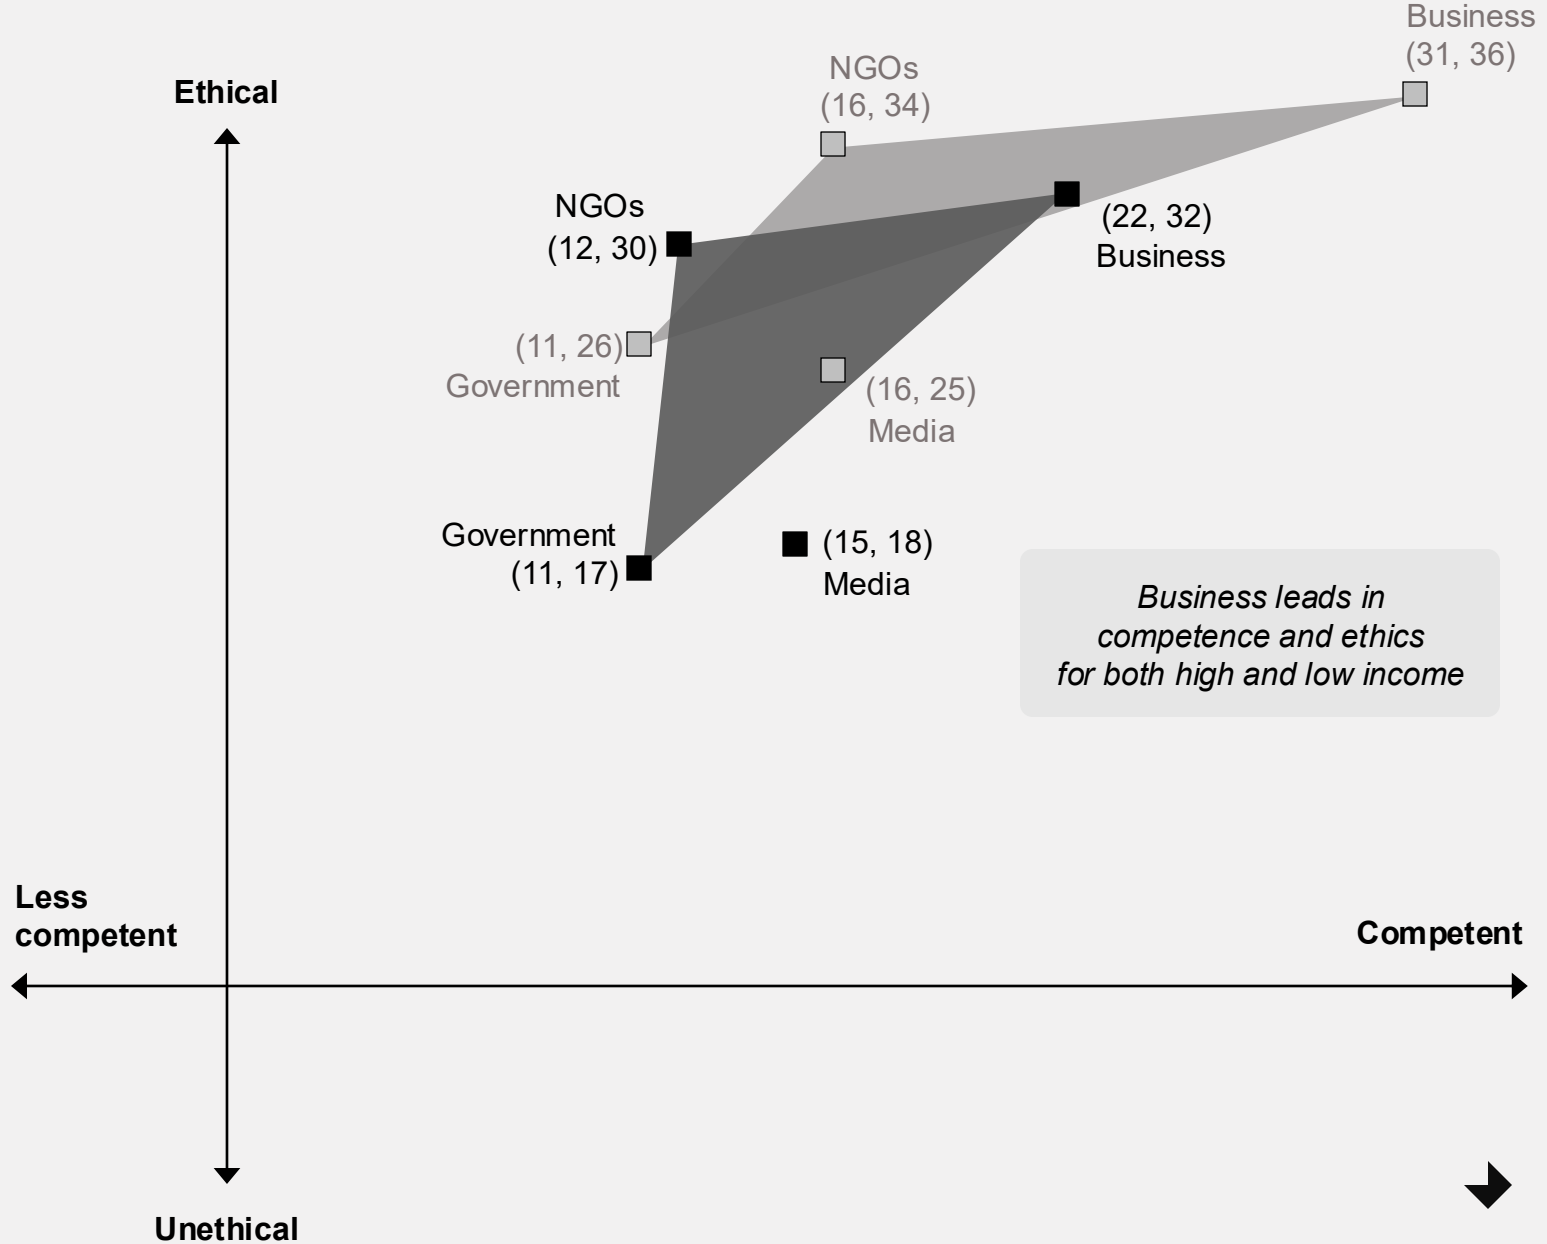 Business
(31, 36)
NGOs
(16, 34)
Ethical
NGOs
(12, 30)
(22, 32)
Business
(11, 26)
Government
(16, 25)
Media
Government
(11, 17)
(15, 18)
Media
Business leads in
competence and ethics
for both high and low income
Less
competent
Competent
Unethical